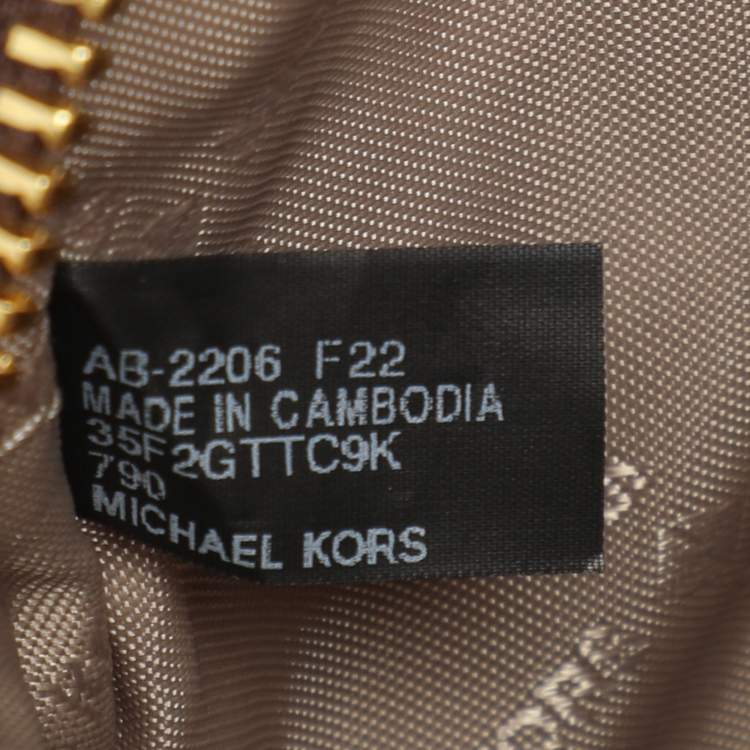 AB-2206 F22
MADE IN CAMBODIA
35F2GTTC9K
790
MICHAEL KORS